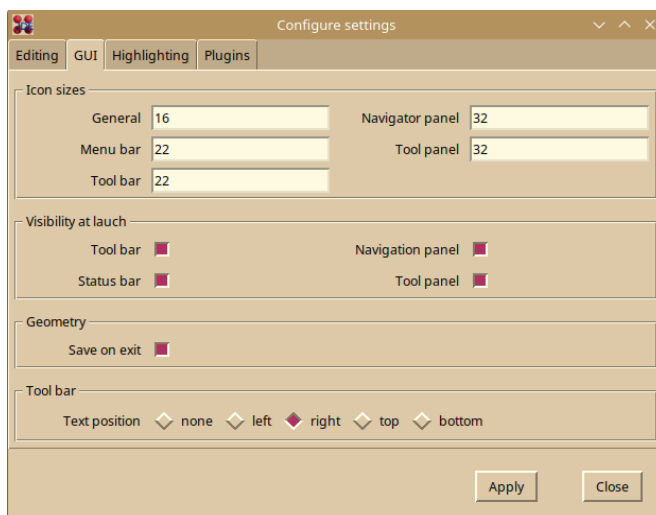 Configure settings
Editing GUI Highlighting Plugins
Icon sizes
General 16 Navigator panel 32
Menu bar 22 Tool panel 32
Tool bar 22
Visibility at lauch
Tool bar Navigation panel
Status bar Tool panel
Geometry
Save on exit
Tool bar
Text position none left right top bottom
Apply Close